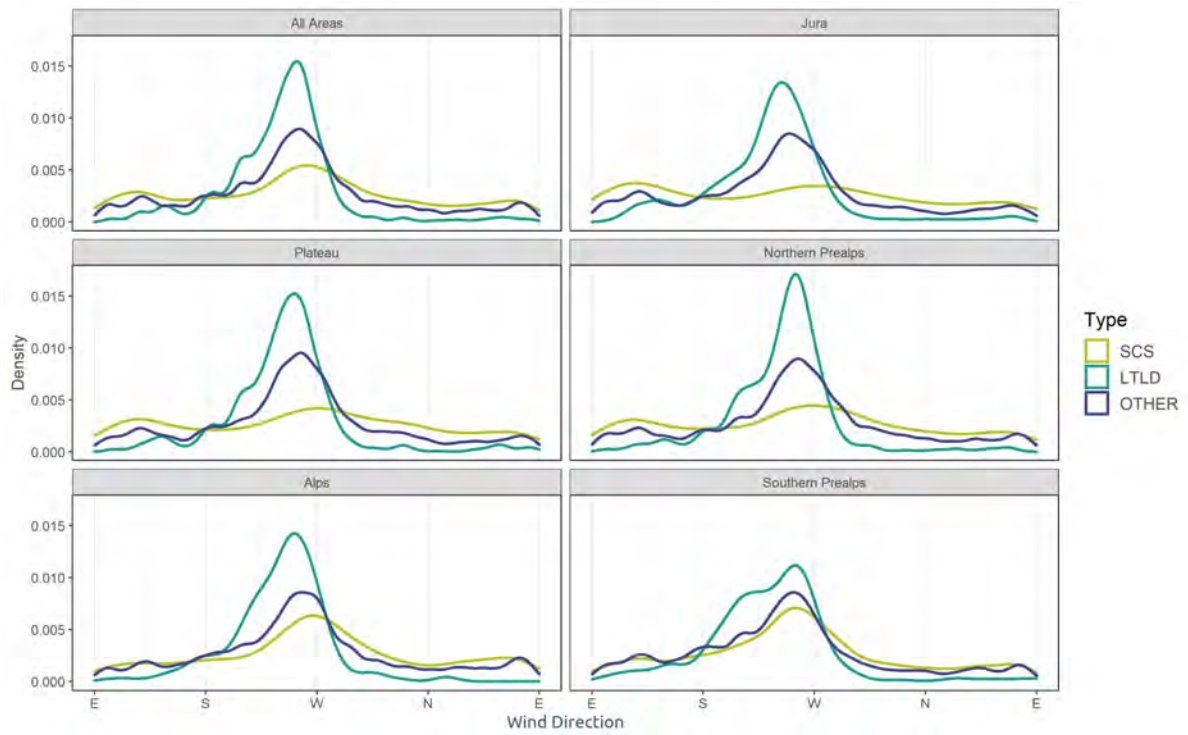 All Areas
Jura
0.015
0.010
0.005
0.000
Plateau
Northern Prealps
Density
0.015
0.010
0.005
0.000
Alps
Southern Prealps
0.015
0.010
0.005
0.000
E S W N E E S W N E
Wind Direction
Type
SCS
LTLD
OTHER